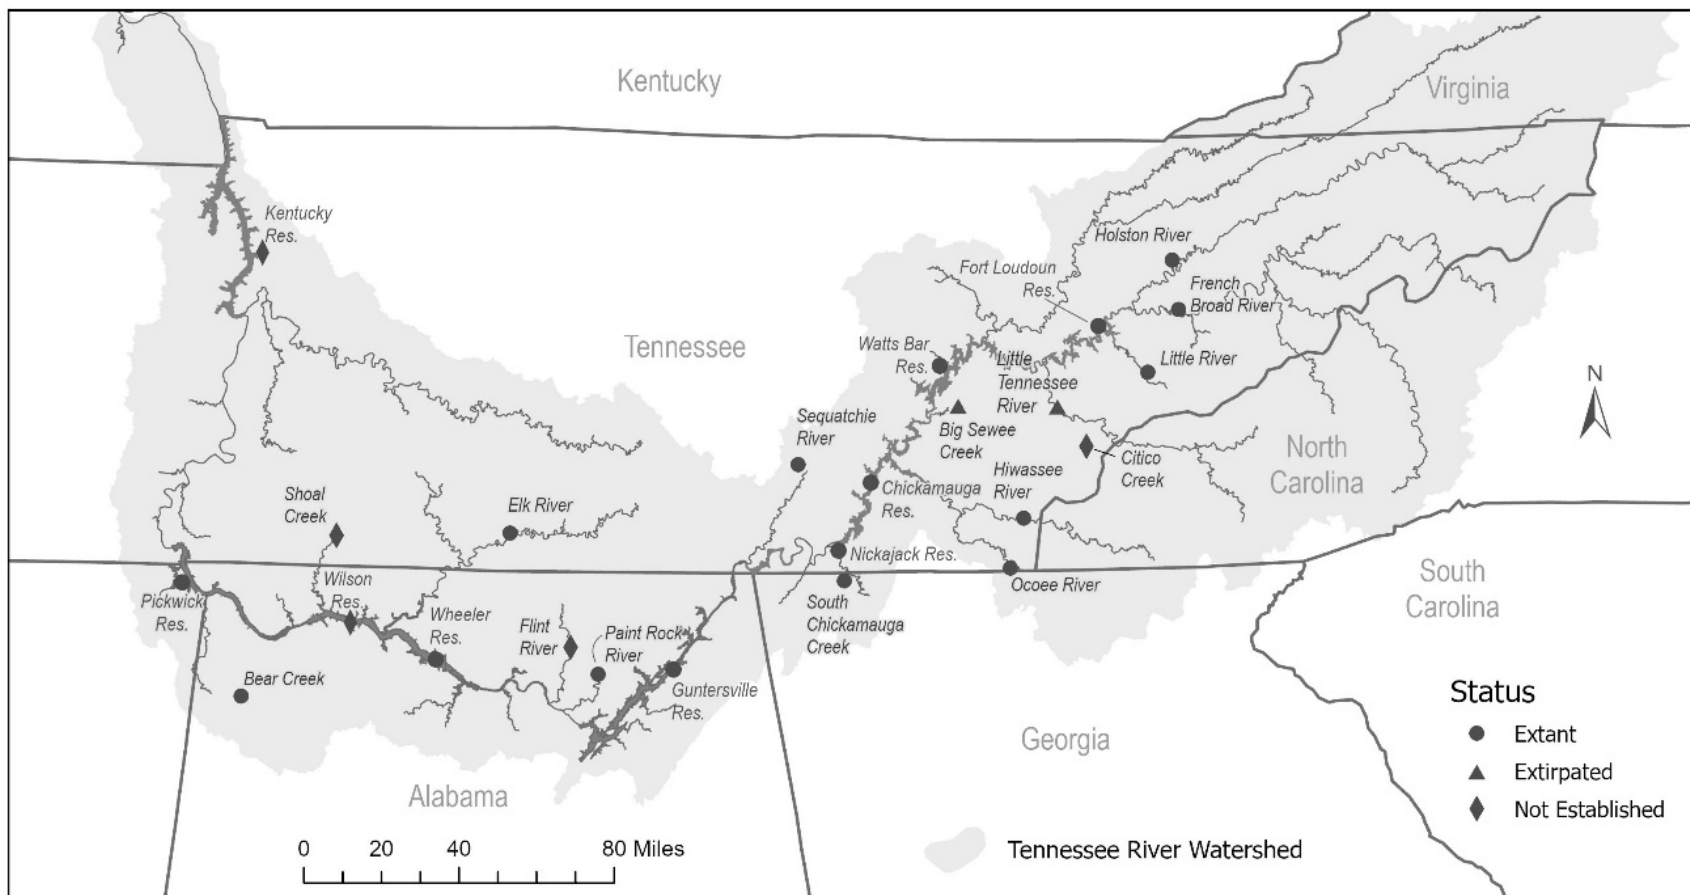 Kentucky
Virginia
Kentucky
Res.
Holston River
Fort Loudoun
Res.
French
Broad River
Tennessee
Watts Bar
Res.
Little
Tennessee
River
Little River
Sequatchie
River
Big Sewee
Creek
Citico
Creek
North
Carolina
Hiwassee
River
Shoal
Creek
Elk River
Chickamauga
Res.
Nickajack Res.
Ocoee River
South
Carolina
Pickwick
Res.
Wilson
Res.
Wheeler
Res.
Flint
River
Paint Rock
River
South
Chickamauga
Creek
Bear Creek
Guntersville
Res.
Georgia
Alabama
N
Status
Extant
Extirpated
Not Established
0 20 40 80 Miles
Tennessee River Watershed